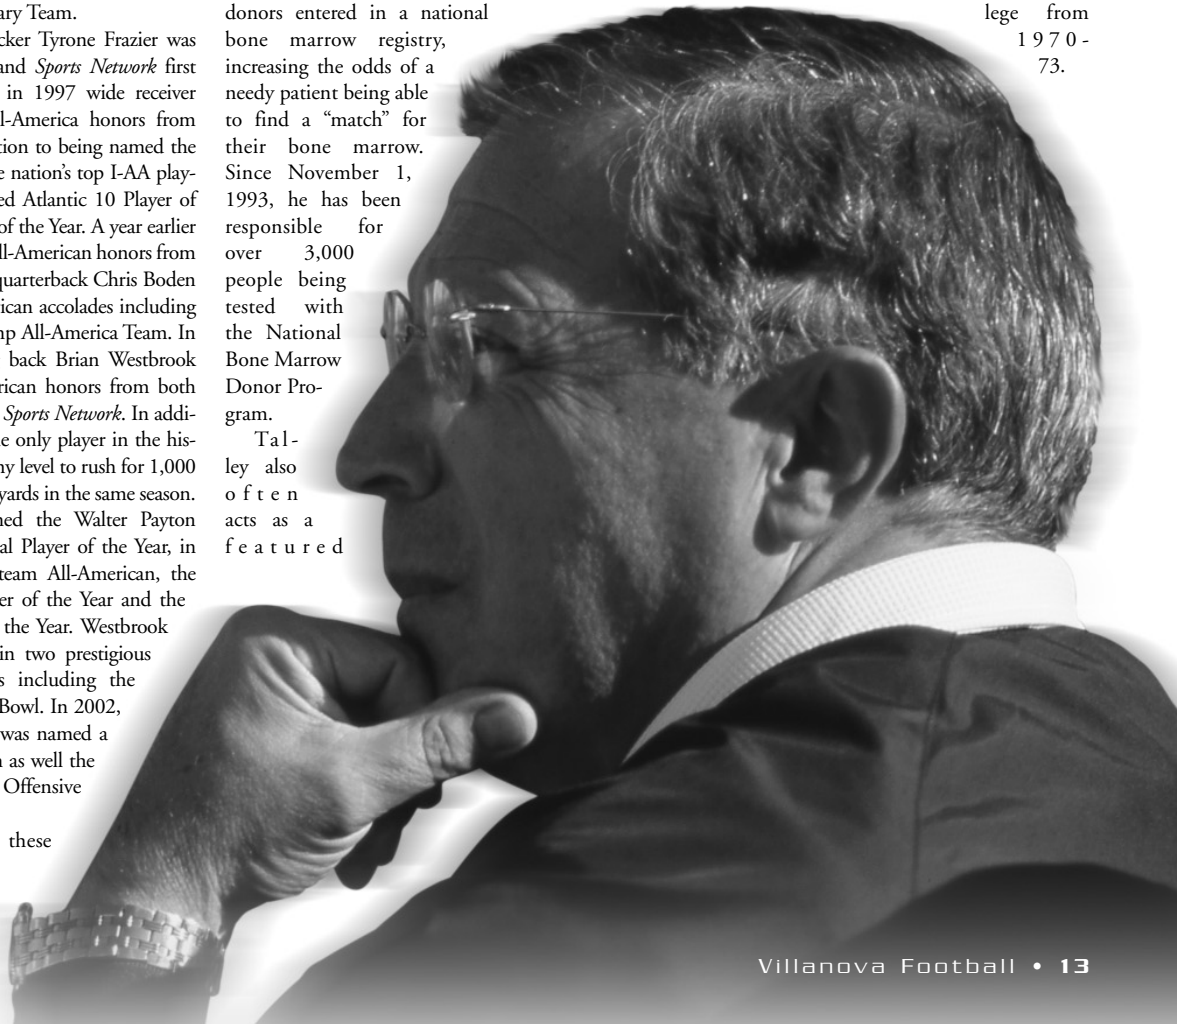 ary Team.
cker Tyrone Frazier was
and Sports Network first
in 1997 wide receiver
l-America honors from
tion to being named the
e nation's top I-AA play-
ed Atlantic 10 Player of
of the Year. A year earlier
ll-American honors from
quarterback Chris Boden
rican accolades including
mp All-America Team. In
back Brian Westbrook
rican honors from both
Sports Network. In addi-
e only player in the his-
ny level to rush for 1,000
yards in the same season.
ned the Walter Payton
al Player of the Year, in
team All-American, the
er of the Year and the
the Year. Westbrook
in two prestigious
s including the
Bowl. In 2002,
was named a
n as well the
Offensive
these
donors entered in a national
bone marrow registry,
increasing the odds of a
needy patient being able
to find a “match” for
their bone marrow.
Since November 1,
1993, he has been
responsible for
over 3,000
people being
tested with
the National
Bone Marrow
Donor Pro-
gram.
Tal-
ley also
often
acts as a
featured
lege from
1970-
73.
Villanova Football • 13